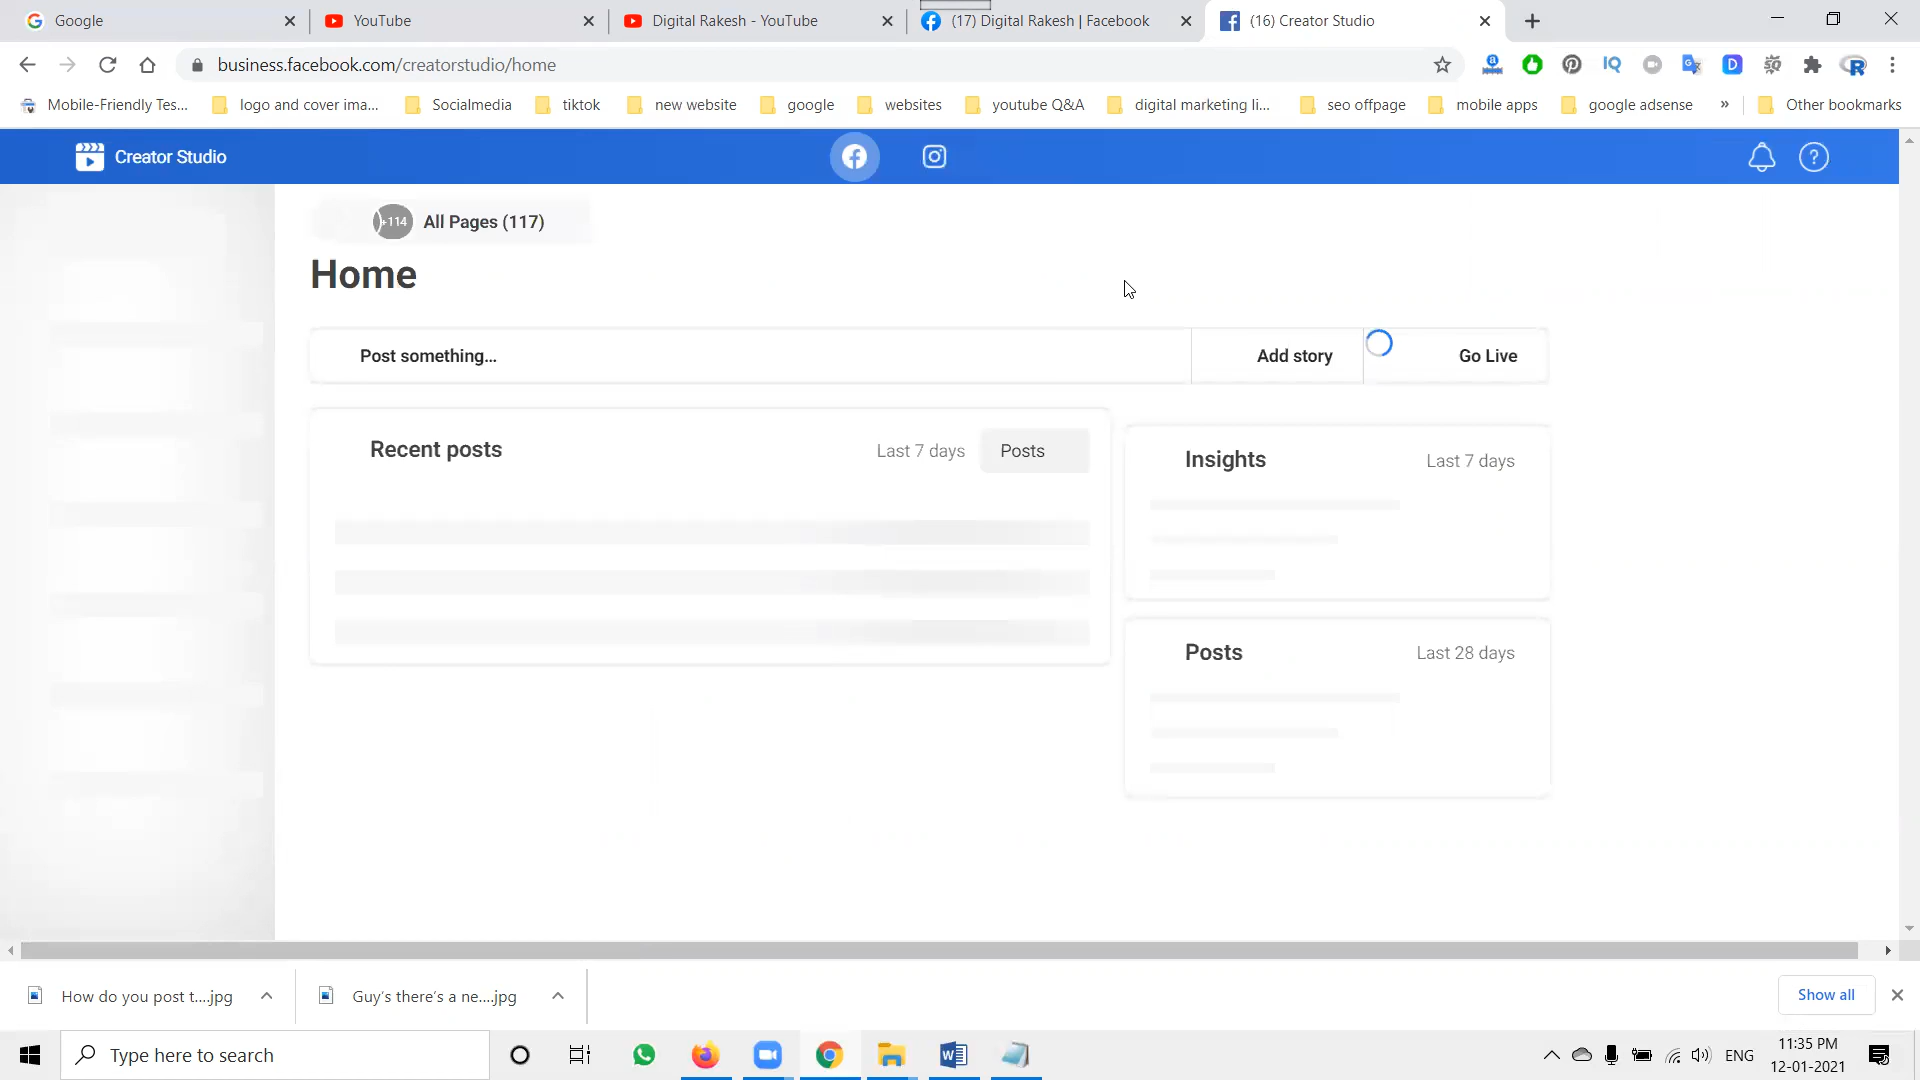 Google
YouTube
Digital Rakesh - YouTube
(17) Digital Rakesh | Facebook
(16) Creator Studio
business.facebook.com/creatorstudio/home
Mobile-Friendly Tes...
logo and cover ima...
Socialmedia
tiktok
new website
google
websites
youtube Q&A
digital marketing li...
seo offpage
mobile apps
google adsense
»
Other bookmarks
Creator Studio
+114
All Pages (117)
Home
Post something...
Add story
Go Live
Recent posts
Last 7 days
Posts
Insights
Last 7 days
Posts
Last 28 days
How do you post t....jpg
Guy's there's a ne....jpg
Show all
Type here to search
ENG
11:35 PM
12-01-2021